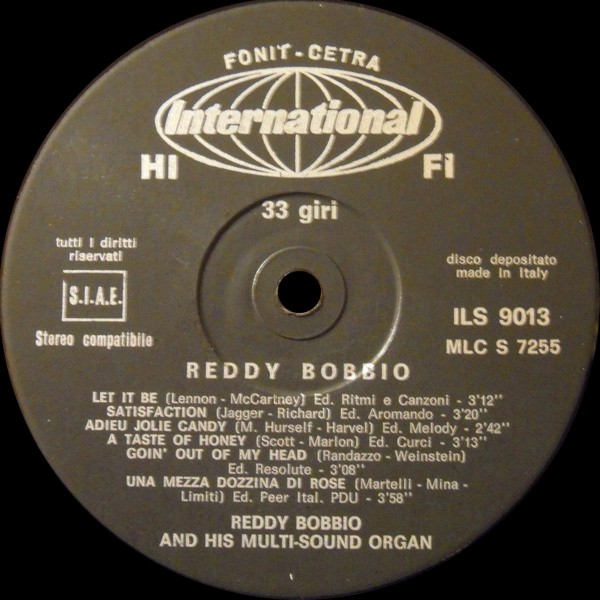 FONIT-CETRA
International
HI FI
33 giri
tutti i diritti
riservati
S.I.A.E.
Stereo compatibile
disco depositato
made in Italy
ILS 9013
MLC S 7255
REDDY BOBBIO
LET IT BE (Lennon - McCartney) Ed. Ritmi e Canzoni - 3'12"
SATISFACTION (Jagger - Richard) Ed. Aromando - 3'20"
ADIEU JOLIE CANDY (M. Hursel - Harvel) Ed. Melody - 2'42"
A TASTE OF HONEY (Scott - Marlon) Ed. Curci - 3'13"
GOIN' OUT OF MY HEAD (Randazzo - Weinstein)
Ed. Resolute - 3'08"
UNA MEZZA DOZZINA DI ROSE (Martelli - Mina -
Limiti) Ed. Peer Ital. PDU - 3'58"
REDDY BOBBIO
AND HIS MULTI-SOUND ORGAN